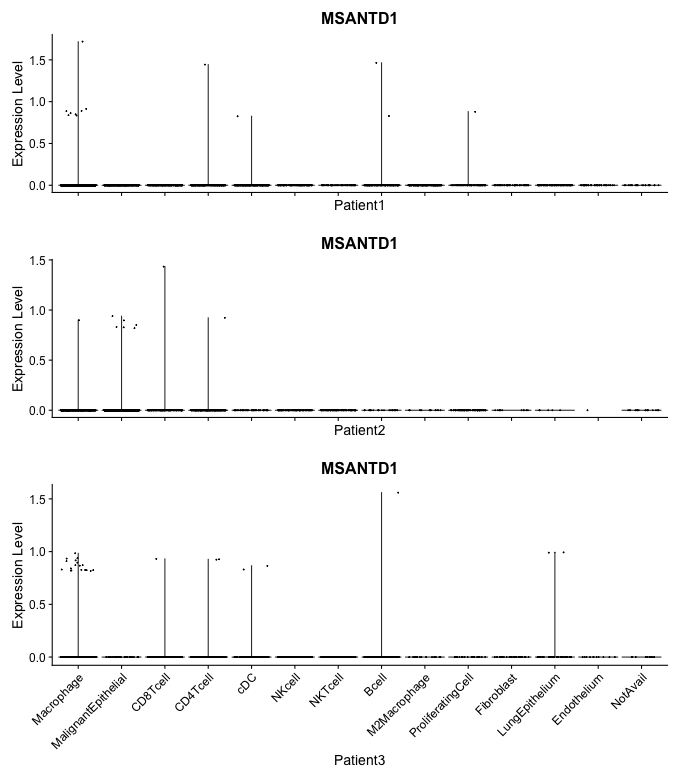 MSANTD1
Expression Level
1.5
1.0
0.5
0.0
Patient1
MSANTD1
Expression Level
1.5
1.0
0.5
0.0
Patient2
MSANTD1
Expression Level
1.5
1.0
0.5
0.0
Macrophage
MalignantEpithelial
CD8Tcell
CD4Tcell
cDC
NKcell
NKTcell
Bcell
M2Macrophage
ProliferatingCell
Fibroblast
LungEpithelium
Endothelium
NotAvail
Patient3